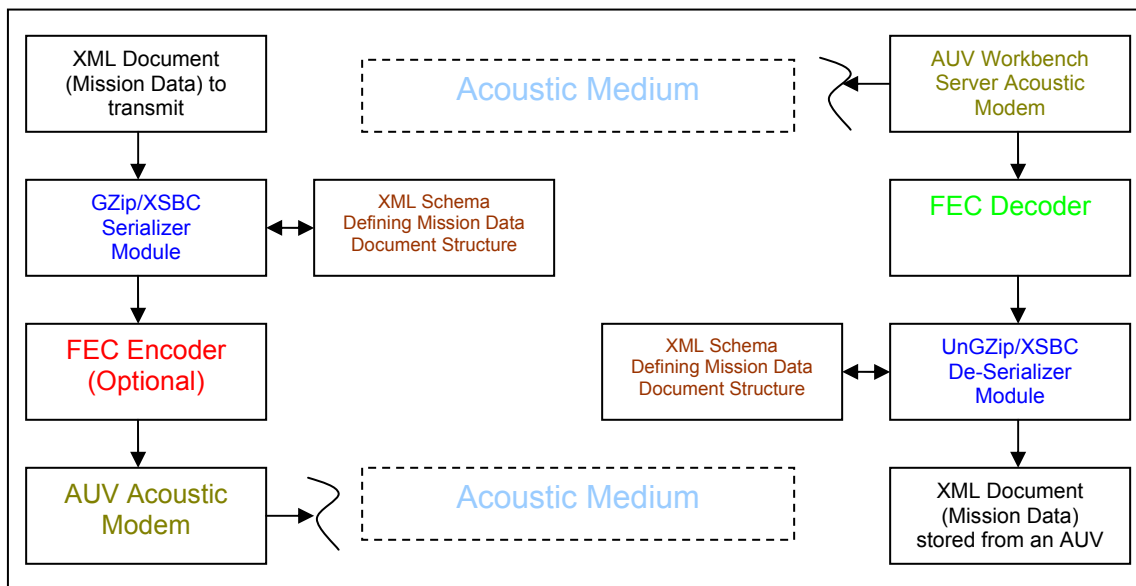 XML Document
(Mission Data) to
transmit
Acoustic Medium
AUV Workbench
Server Acoustic
Modem
GZip/XSBC
Serializer
Module
XML Schema
Defining Mission Data
Document Structure
FEC Decoder
FEC Encoder
(Optional)
XML Schema
Defining Mission Data
Document Structure
UnGZip/XSBC
De-Serializer
Module
AUV Acoustic
Modem
Acoustic Medium
XML Document
(Mission Data)
stored from an AUV